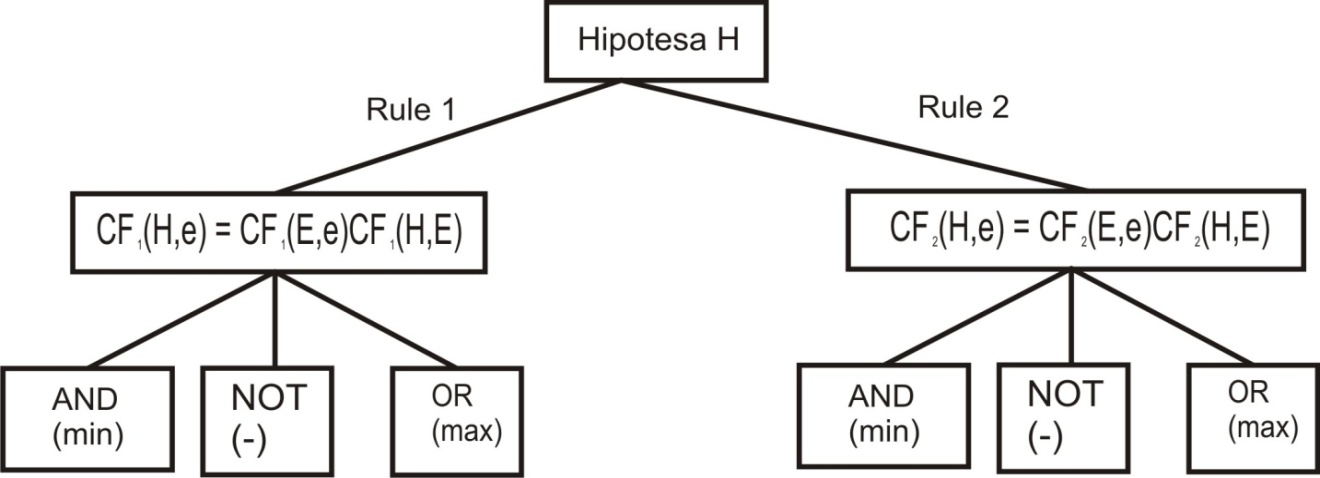 Hipotesa H
Rule 1
Rule 2
CF₁(H,e) = CF₁(E,e)CF₁(H,E)
CF₂(H,e) = CF₂(E,e)CF₂(H,E)
AND
(min)
NOT
(-)
OR
(max)
AND
(min)
NOT
(-)
OR
(max)